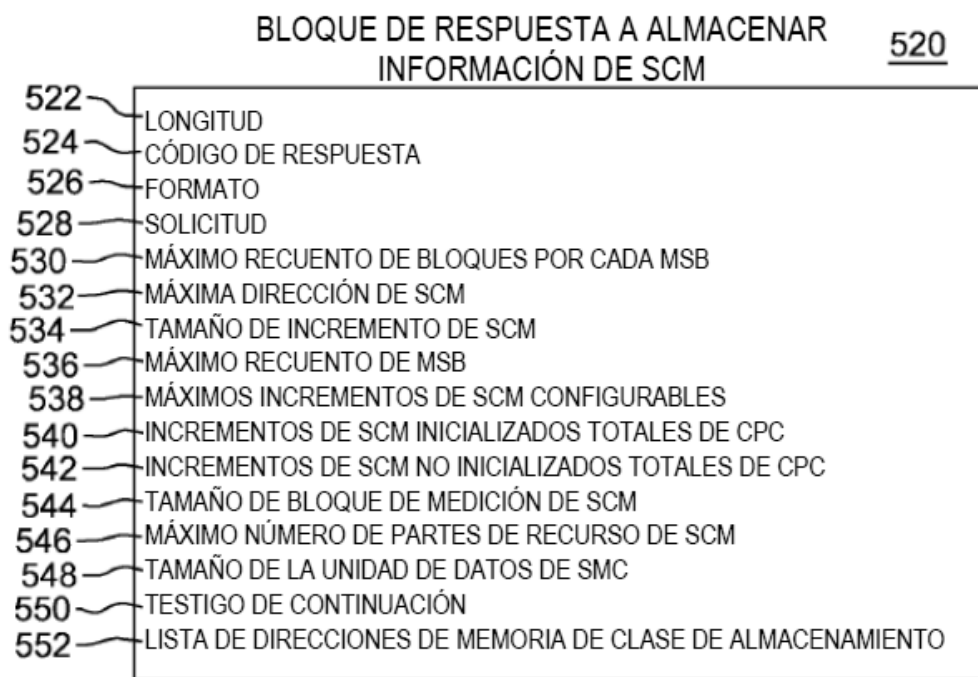 BLOQUE DE RESPUESTA A ALMACENAR 520
INFORMACIÓN DE SCM
522 LONGITUD
524 CÓDIGO DE RESPUESTA
526 FORMATO
528 SOLICITUD
530 MÁXIMO RECUENTO DE BLOQUES POR CADA MSB
532 MÁXIMA DIRECCIÓN DE SCM
534 TAMAÑO DE INCREMENTO DE SCM
536 MÁXIMO RECUENTO DE MSB
538 MÁXIMOS INCREMENTOS DE SCM CONFIGURABLES
540 INCREMENTOS DE SCM INICIALIZADOS TOTALES DE CPC
542 INCREMENTOS DE SCM NO INICIALIZADOS TOTALES DE CPC
544 TAMAÑO DE BLOQUE DE MEDICIÓN DE SCM
546 MÁXIMO NÚMERO DE PARTES DE RECURSO DE SCM
548 TAMAÑO DE LA UNIDAD DE DATOS DE SMC
550 TESTIGO DE CONTINUACIÓN
552 LISTA DE DIRECCIONES DE MEMORIA DE CLASE DE ALMACENAMIENTO